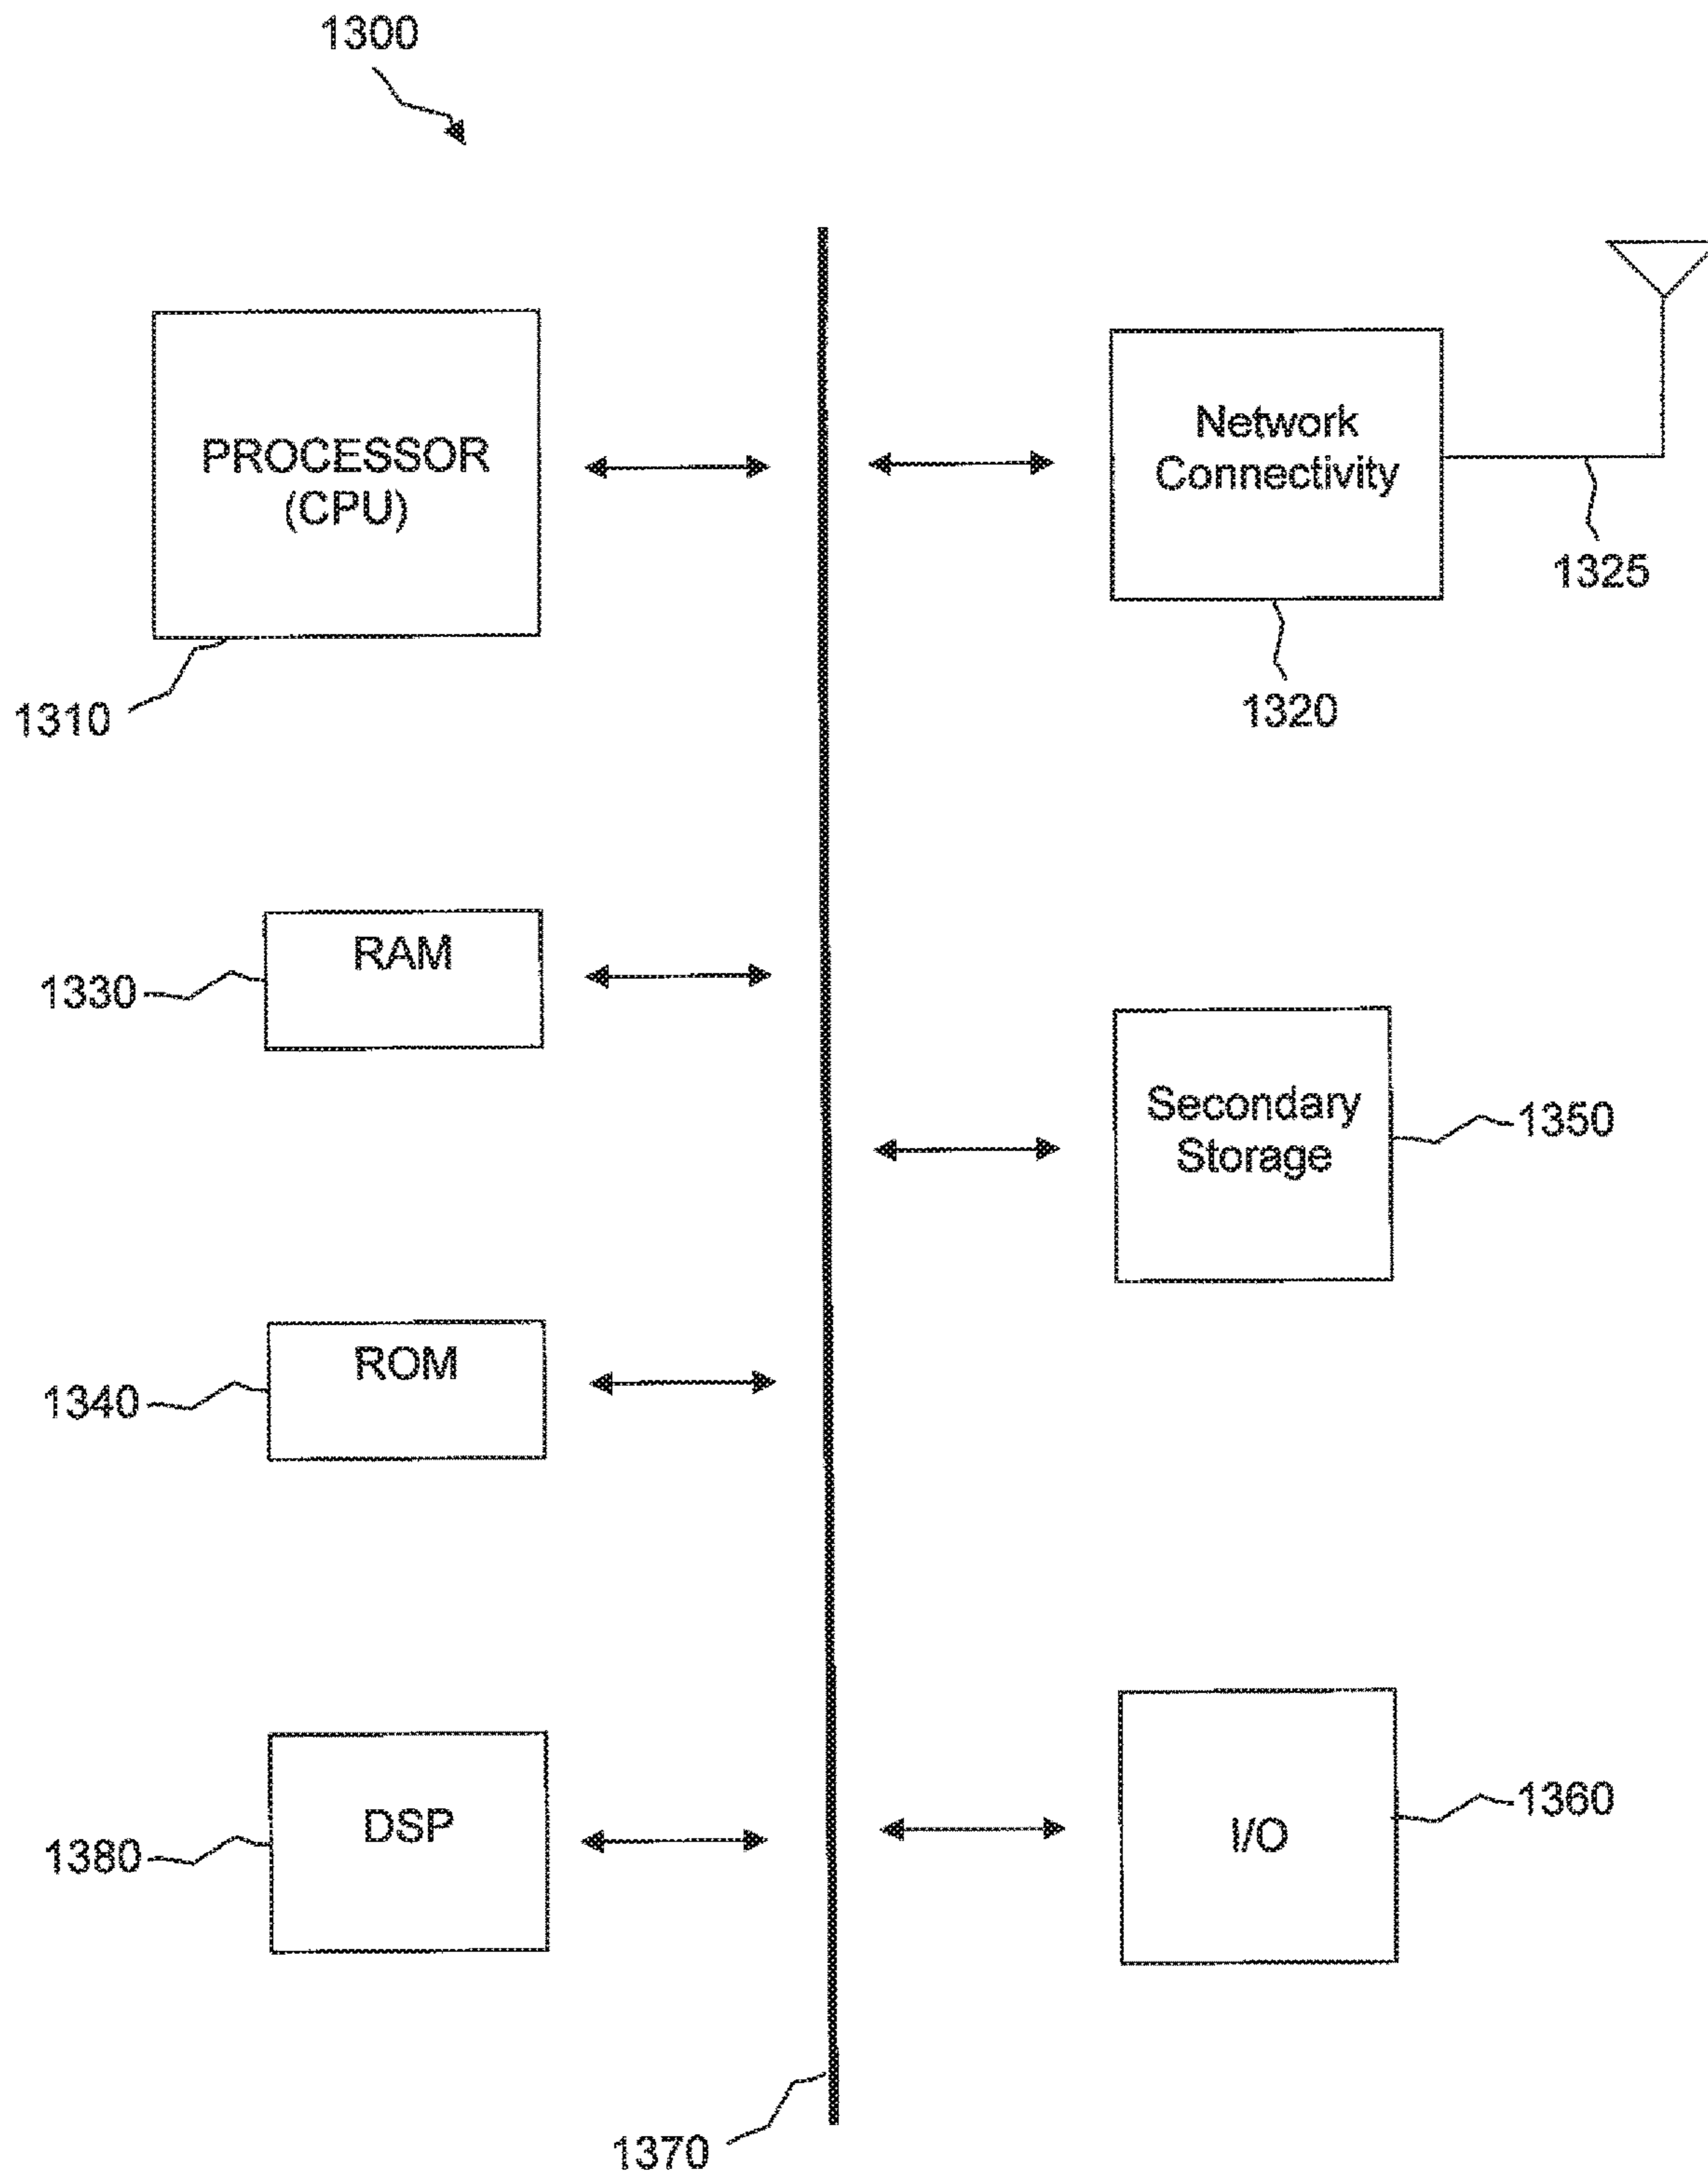 1300
PROCESSOR
(CPU)
1310
Network
Connectivity
1325
1320
RAM
1330
Secondary
Storage
1350
ROM
1340
DSP
1380
I/O
1360
1370